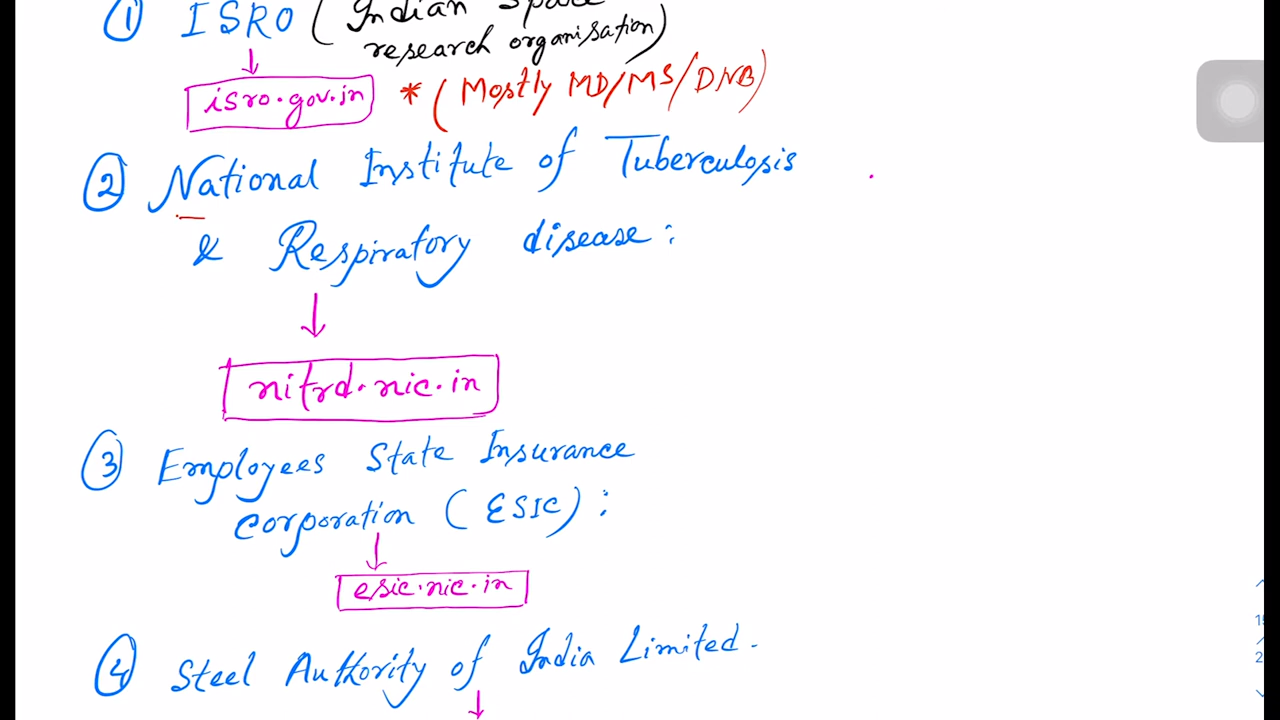 ① ISRO ( Indian Space
research organisation)
isro.gov.in * ( Mostly MD/MS/DNB)
② National Institute of Tuberculosis
& Respiratory disease:
nitrd.nic.in
③ Employees State Insurance
corporation ( ESIC) :
esic.nic.in
④ Steel Authority of India Limited.